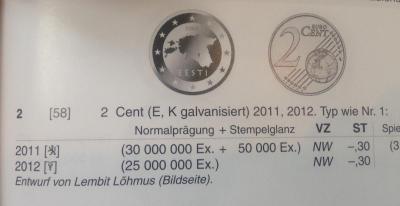 EESTI
2 EURO CENT
2 [58] 2 Cent (E, K galvanisiert) 2011, 2012. Typ wie Nr. 1:
Normalprägung + Stempelglanz VZ ST Spie
2011 (30 000 000 Ex. + 50 000 Ex.) NW –,30 (3
2012 (25 000 000 Ex.) NW –,30
Entwurf von Lembit Lõhmus (Bildseite).